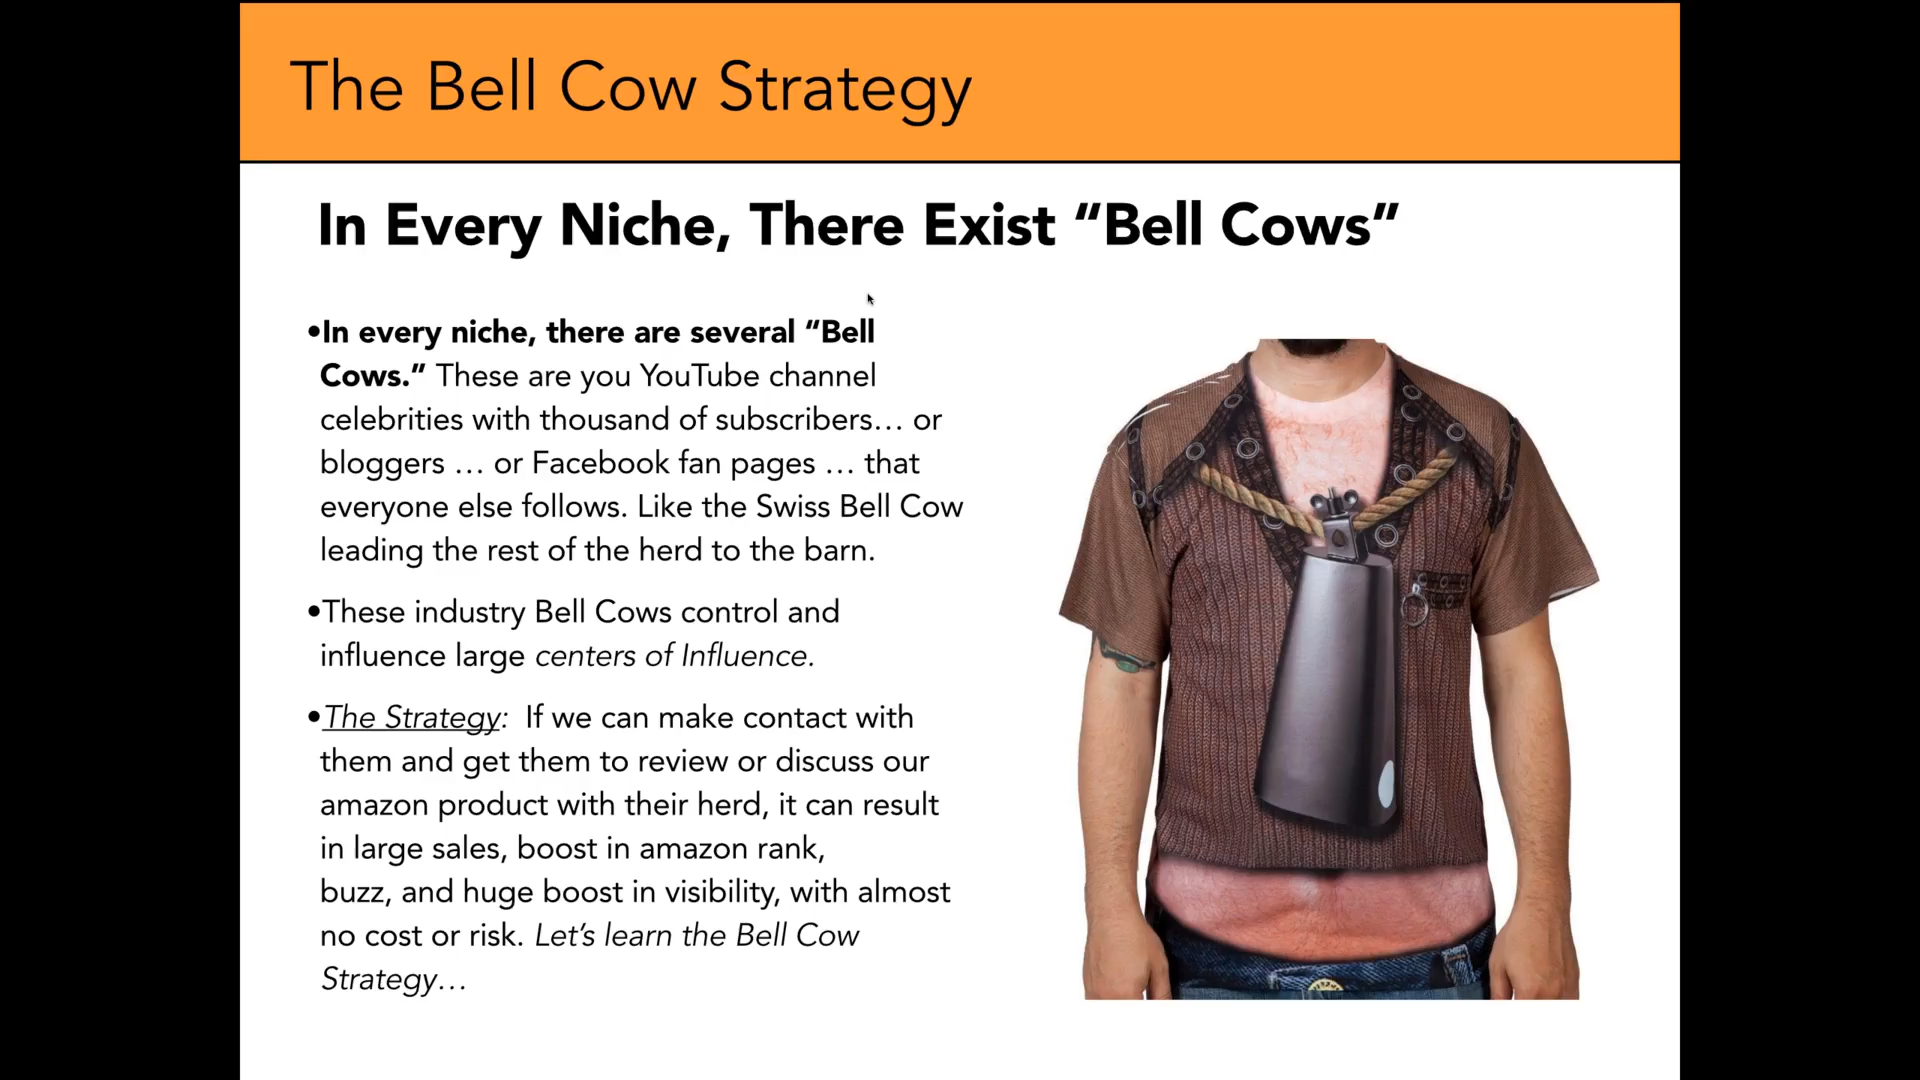 The Bell Cow Strategy
In Every Niche, There Exist “Bell Cows”
•In every niche, there are several “Bell
Cows.” These are you YouTube channel
celebrities with thousand of subscribers… or
bloggers … or Facebook fan pages … that
everyone else follows. Like the Swiss Bell Cow
leading the rest of the herd to the barn.
•These industry Bell Cows control and
influence large centers of Influence.
•The Strategy:  If we can make contact with
them and get them to review or discuss our
amazon product with their herd, it can result
in large sales, boost in amazon rank,
buzz, and huge boost in visibility, with almost
no cost or risk. Let’s learn the Bell Cow
Strategy…